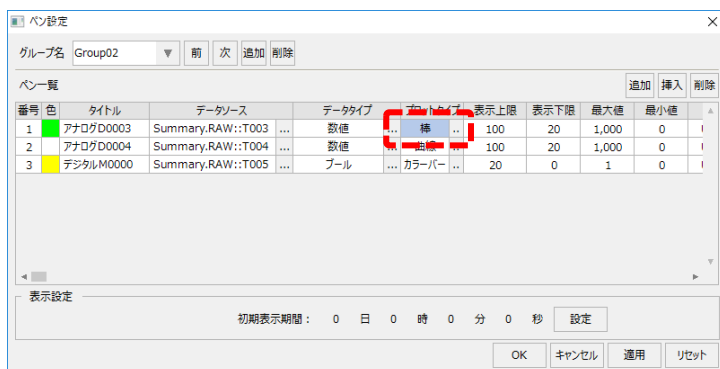 ペン設定
グループ名 Group02 前 次 追加 削除
ペン一覧 追加 挿入 削除
番号 色 タイトル データソース データタイプ プロットタイプ 表示上限 表示下限 最大値 最小値
1 アナログD0003 Summary.RAW::T003 ... 数値 ... 棒 .. 100 20 1,000 0
2 アナログD0004 Summary.RAW::T004 ... 数値 ... 曲線 .. 100 20 1,000 0
3 デジタルM0000 Summary.RAW::T005 ... ブール ... カラーバー .. 20 0 1 0
表示設定
初期表示期間： 0 日 0 時 0 分 0 秒 設定
OK キャンセル 適用 リセット